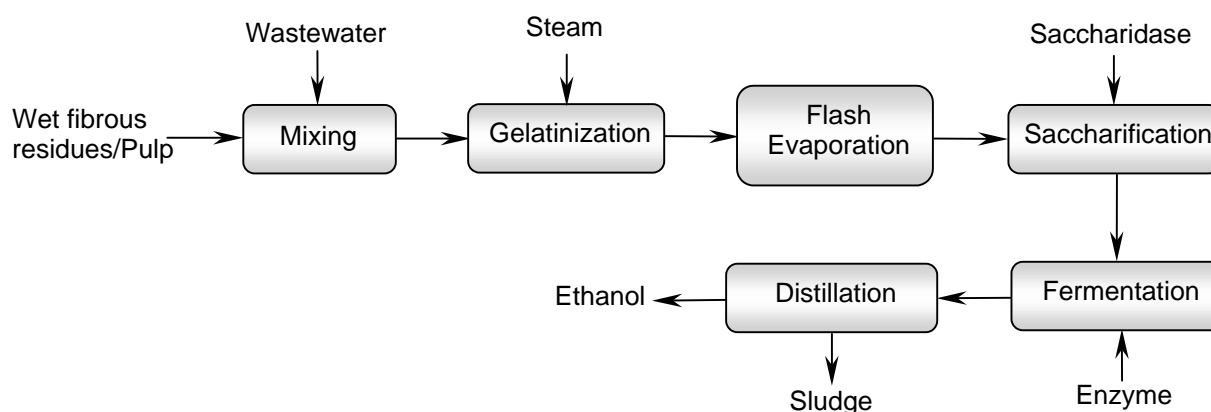 Wastewater
Steam
Saccharidase
Wet fibrous
residues/Pulp
Mixing
Gelatinization
Flash
Evaporation
Saccharification
Ethanol
Distillation
Fermentation
Sludge
Enzyme